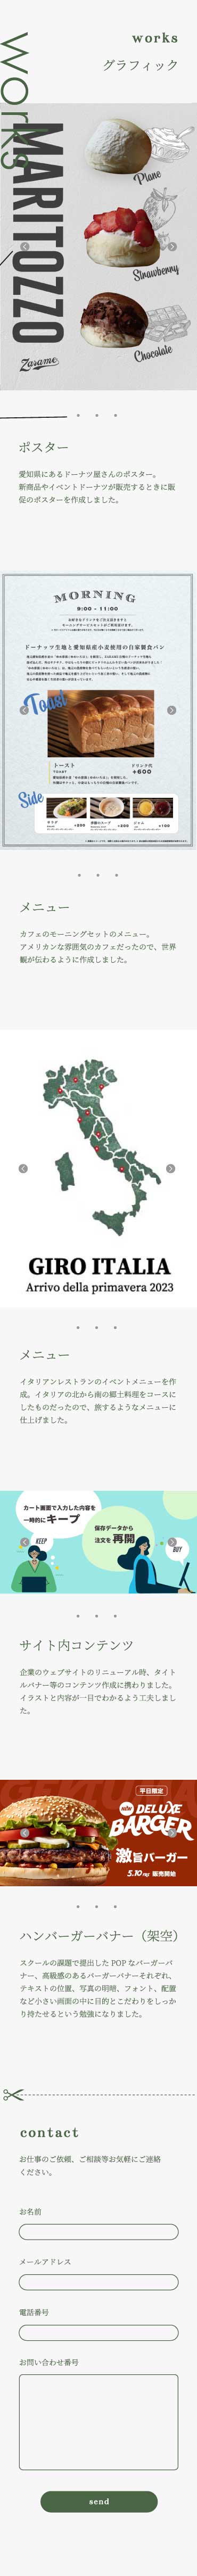 works
グラフィック
works
MARITOZZO
Plane
Strawberry
Chocolate
Zarame
ポスター
愛知県にあるドーナツ屋さんのポスター。
新商品やイベントドーナツが販売するときに販
促のポスターを作成しました。
MORNING
9:00 - 11:00
ドーナッツ生地と愛知県産小麦使用の自家製食パン
Toast
トースト
TOAST
ドリンク代
+600
Side
サラダ
季節のスープ
ジャム
メニュー
カフェのモーニングセットのメニュー。
アメリカンな雰囲気のカフェだったので、世界
観が伝わるように作成しました。
GIRO ITALIA
Arrivo della primavera 2023
メニュー
イタリアンレストランのイベントメニューを作
成。イタリアの北から南の郷土料理をコースに
したものだったので、旅するようなメニューに
仕上げました。
カート画面で入力した内容を
一時的にキープ
KEEP
保存データから
注文を 再開
BUY
サイト内コンテンツ
企業のウェブサイトのリニューアル時、タイト
ルバナー等のコンテンツ作成に携わりました。
イラストと内容が一目でわかるよう工夫しまし
た。
平日限定
NEW DELUXE
BARGER
激旨バーガー
5.10 販売開始
ハンバーガーバナー（架空）
スクールの課題で提出した POP なバーガーバ
ナー、高級感のあるバーガーバナーそれぞれ、
テキストの位置、写真の明暗、フォント、配置
など小さい画面の中に目的とこだわりをしっか
り持たせるという勉強になりました。
contact
お仕事のご依頼、ご相談等お気軽にご連絡
ください。
お名前
メールアドレス
電話番号
お問い合わせ番号
send